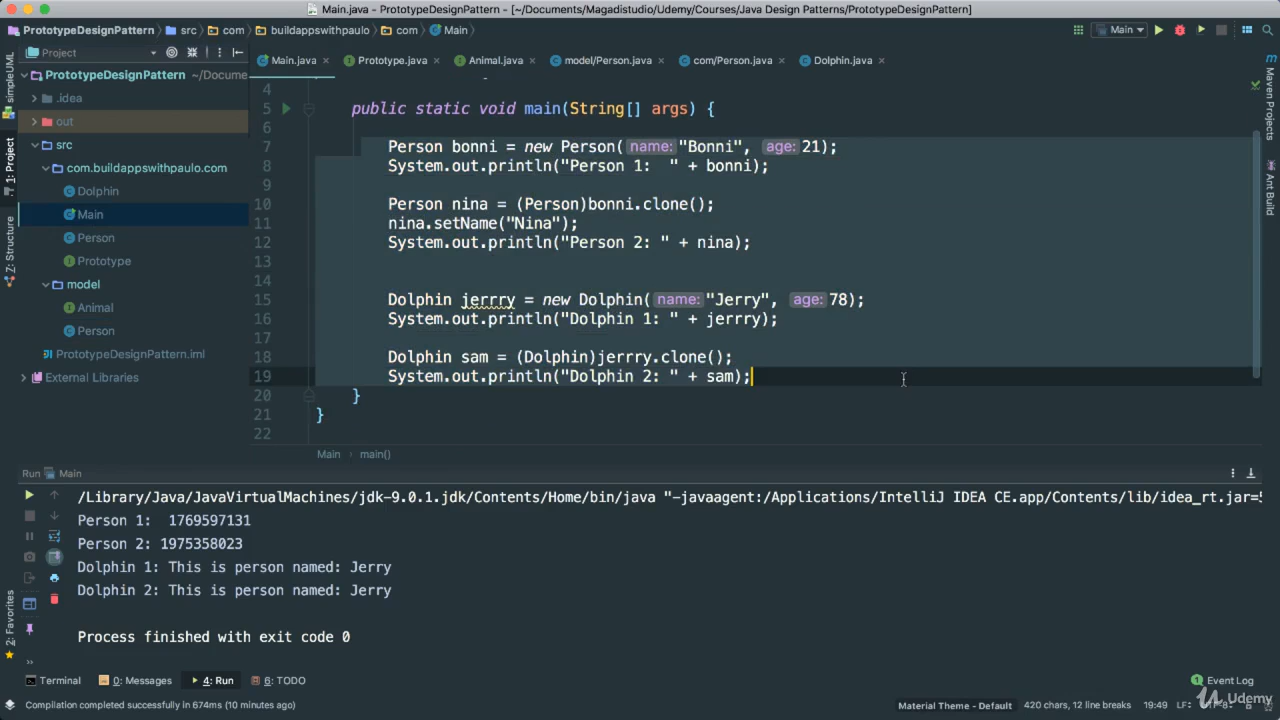 Main.java - PrototypeDesignPattern - [~/Documents/Magadistudio/Udemy/Courses/Java Design Patterns/PrototypeDesignPattern]
PrototypeDesignPattern src com buildappswithpaulo com Main Main
Project Main.java Prototype.java Animal.java model/Person.java com/Person.java Dolphin.java
simpleUML
1: Project
Z: Structure
2: Favorites
PrototypeDesignPattern ~/Docume
.idea
out
src
com.buildappswithpaulo.com
Dolphin
Main
Person
Prototype
model
Animal
Person
PrototypeDesignPattern.iml
External Libraries
4
5 public static void main(String[] args) {
6
7 Person bonni = new Person( name: "Bonni", age: 21);
8 System.out.println("Person 1:  " + bonni);
9
10 Person nina = (Person)bonni.clone();
11 nina.setName("Nina");
12 System.out.println("Person 2: " + nina);
13
14
15 Dolphin jerrry = new Dolphin( name: "Jerry", age: 78);
16 System.out.println("Dolphin 1: " + jerrry);
17
18 Dolphin sam = (Dolphin)jerrry.clone();
19 System.out.println("Dolphin 2: " + sam);
20 }
21 }
22
Main main()
Maven Projects
Ant Build
Run Main
/Library/Java/JavaVirtualMachines/jdk-9.0.1.jdk/Contents/Home/bin/java "-javaagent:/Applications/IntelliJ IDEA CE.app/Contents/lib/idea_rt.jar=5
Person 1:  1769597131
Person 2: 1975358023
Dolphin 1: This is person named: Jerry
Dolphin 2: This is person named: Jerry
Process finished with exit code 0
Terminal 0: Messages 4: Run 6: TODO 1 Event Log
Compilation completed successfully in 674ms (10 minutes ago) Material Theme - Default 420 chars, 12 line breaks 19:49 LF:
Udemy